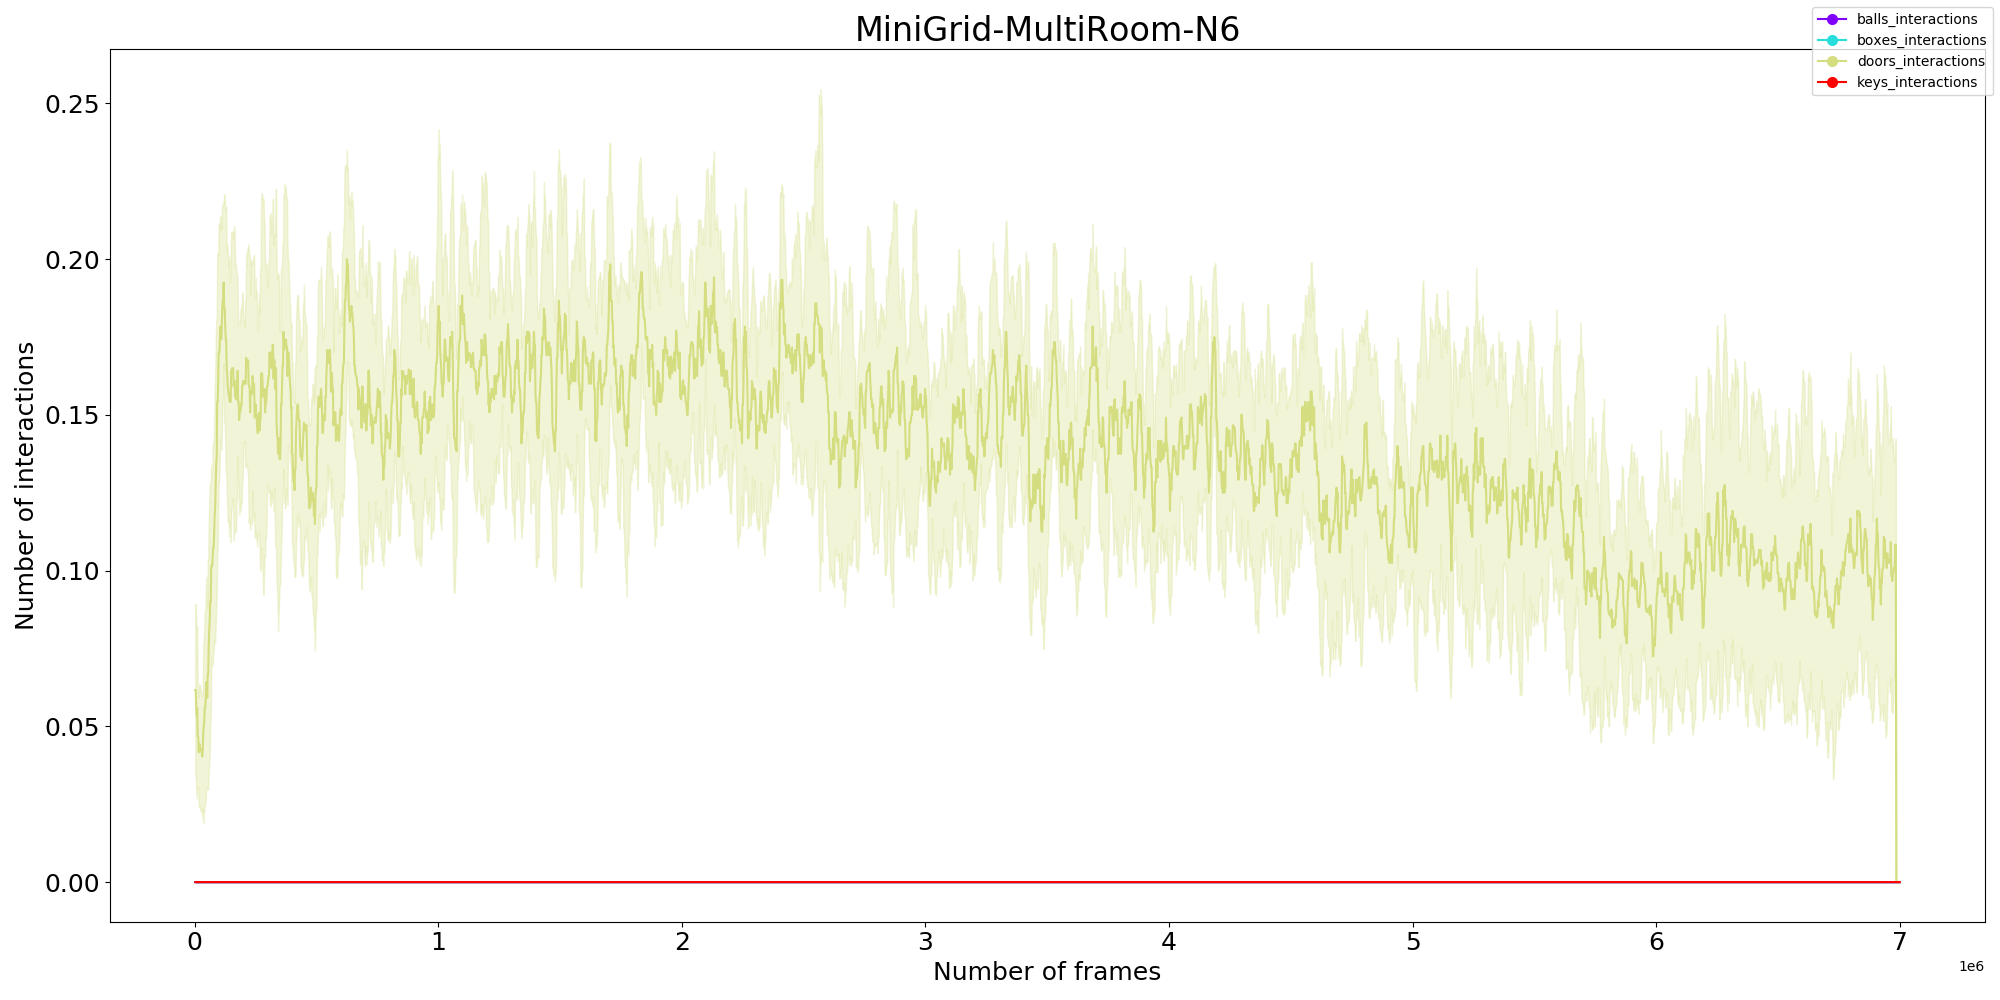 MiniGrid-MultiRoom-N6
balls_interactions
boxes_interactions
doors_interactions
keys_interactions
Number of interactions
0.25
0.20
0.15
0.10
0.05
0.00
0 1 2 3 4 5 6 7
Number of frames
1e6